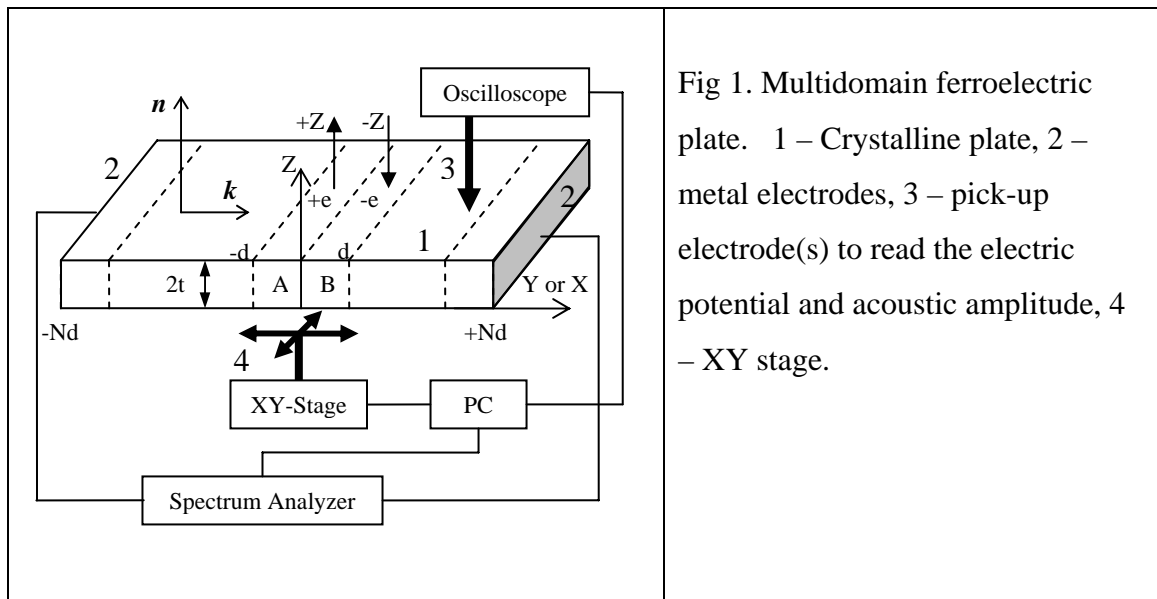 Oscilloscope
n
+Z
-Z
2
Z
3
k
+e
-e
2
-d
d
1
2t
A
B
Y or X
-Nd
+Nd
4
XY-Stage
PC
Spectrum Analyzer
Fig 1. Multidomain ferroelectric
plate. 1 – Crystalline plate, 2 –
metal electrodes, 3 – pick-up
electrode(s) to read the electric
potential and acoustic amplitude, 4
– XY stage.